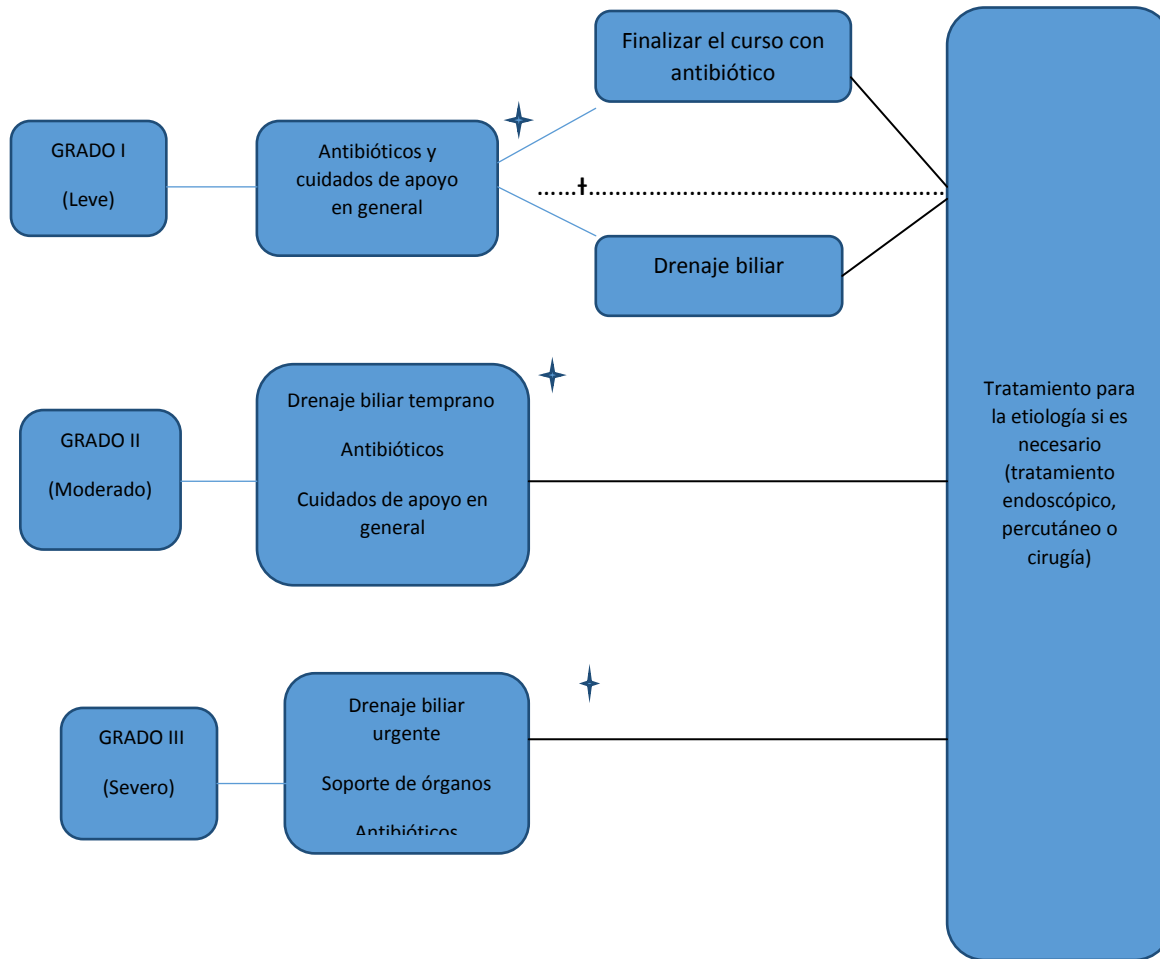 Finalizar el curso con
antibiótico
GRADO I
(Leve)
Antibióticos y
cuidados de apoyo
en general
......†..........................................................
Drenaje biliar
GRADO II
(Moderado)
Drenaje biliar temprano
Antibióticos
Cuidados de apoyo en
general
Tratamiento para
la etiología si es
necesario
(tratamiento
endoscópico,
percutáneo o
cirugía)
GRADO III
(Severo)
Drenaje biliar
urgente
Soporte de órganos
Antibióticos